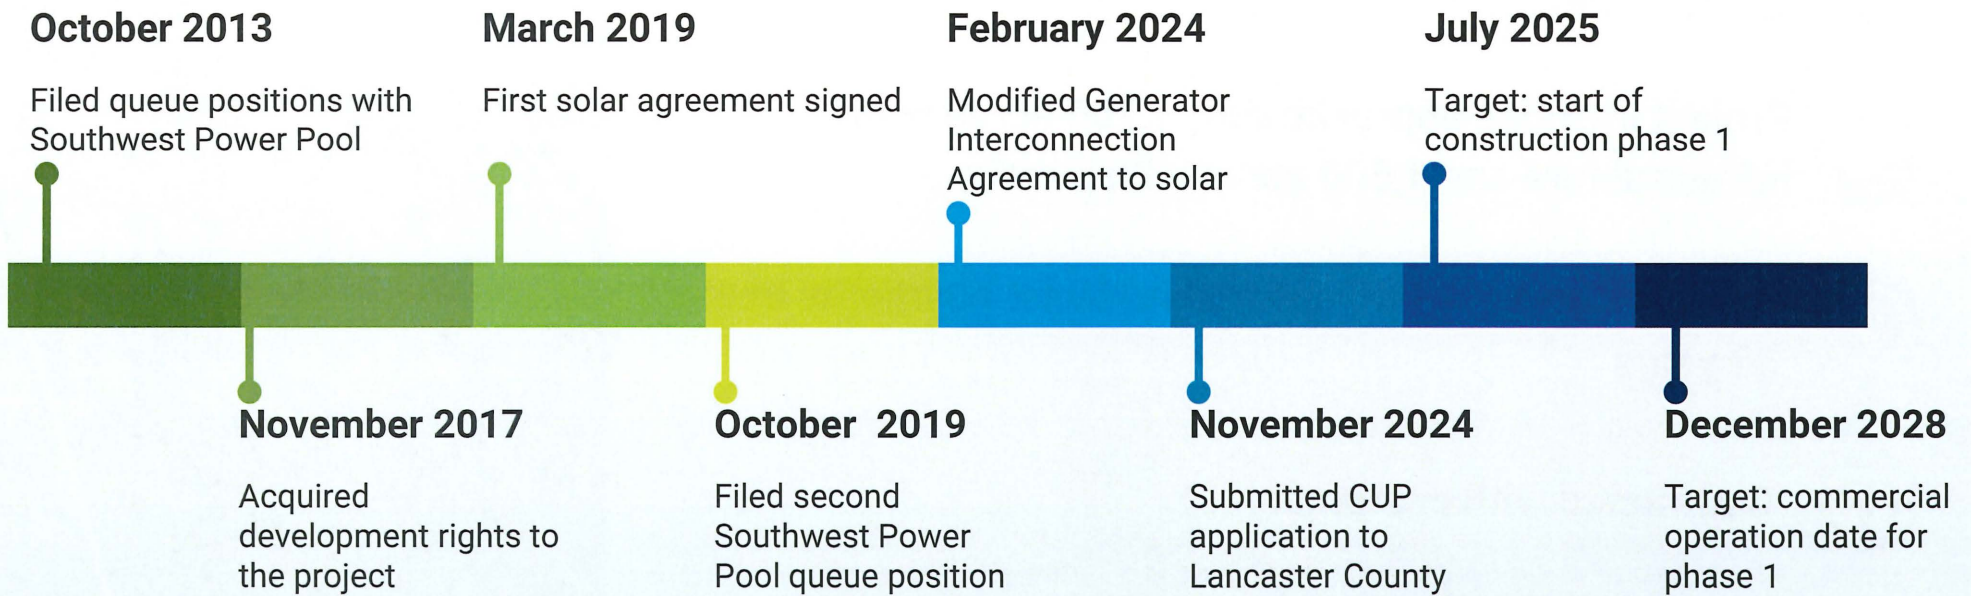 October 2013
Filed queue positions with
Southwest Power Pool
March 2019
First solar agreement signed
February 2024
Modified Generator
Interconnection
Agreement to solar
July 2025
Target: start of
construction phase 1
November 2017
Acquired
development rights to
the project
October  2019
Filed second
Southwest Power
Pool queue position
November 2024
Submitted CUP
application to
Lancaster County
December 2028
Target: commercial
operation date for
phase 1